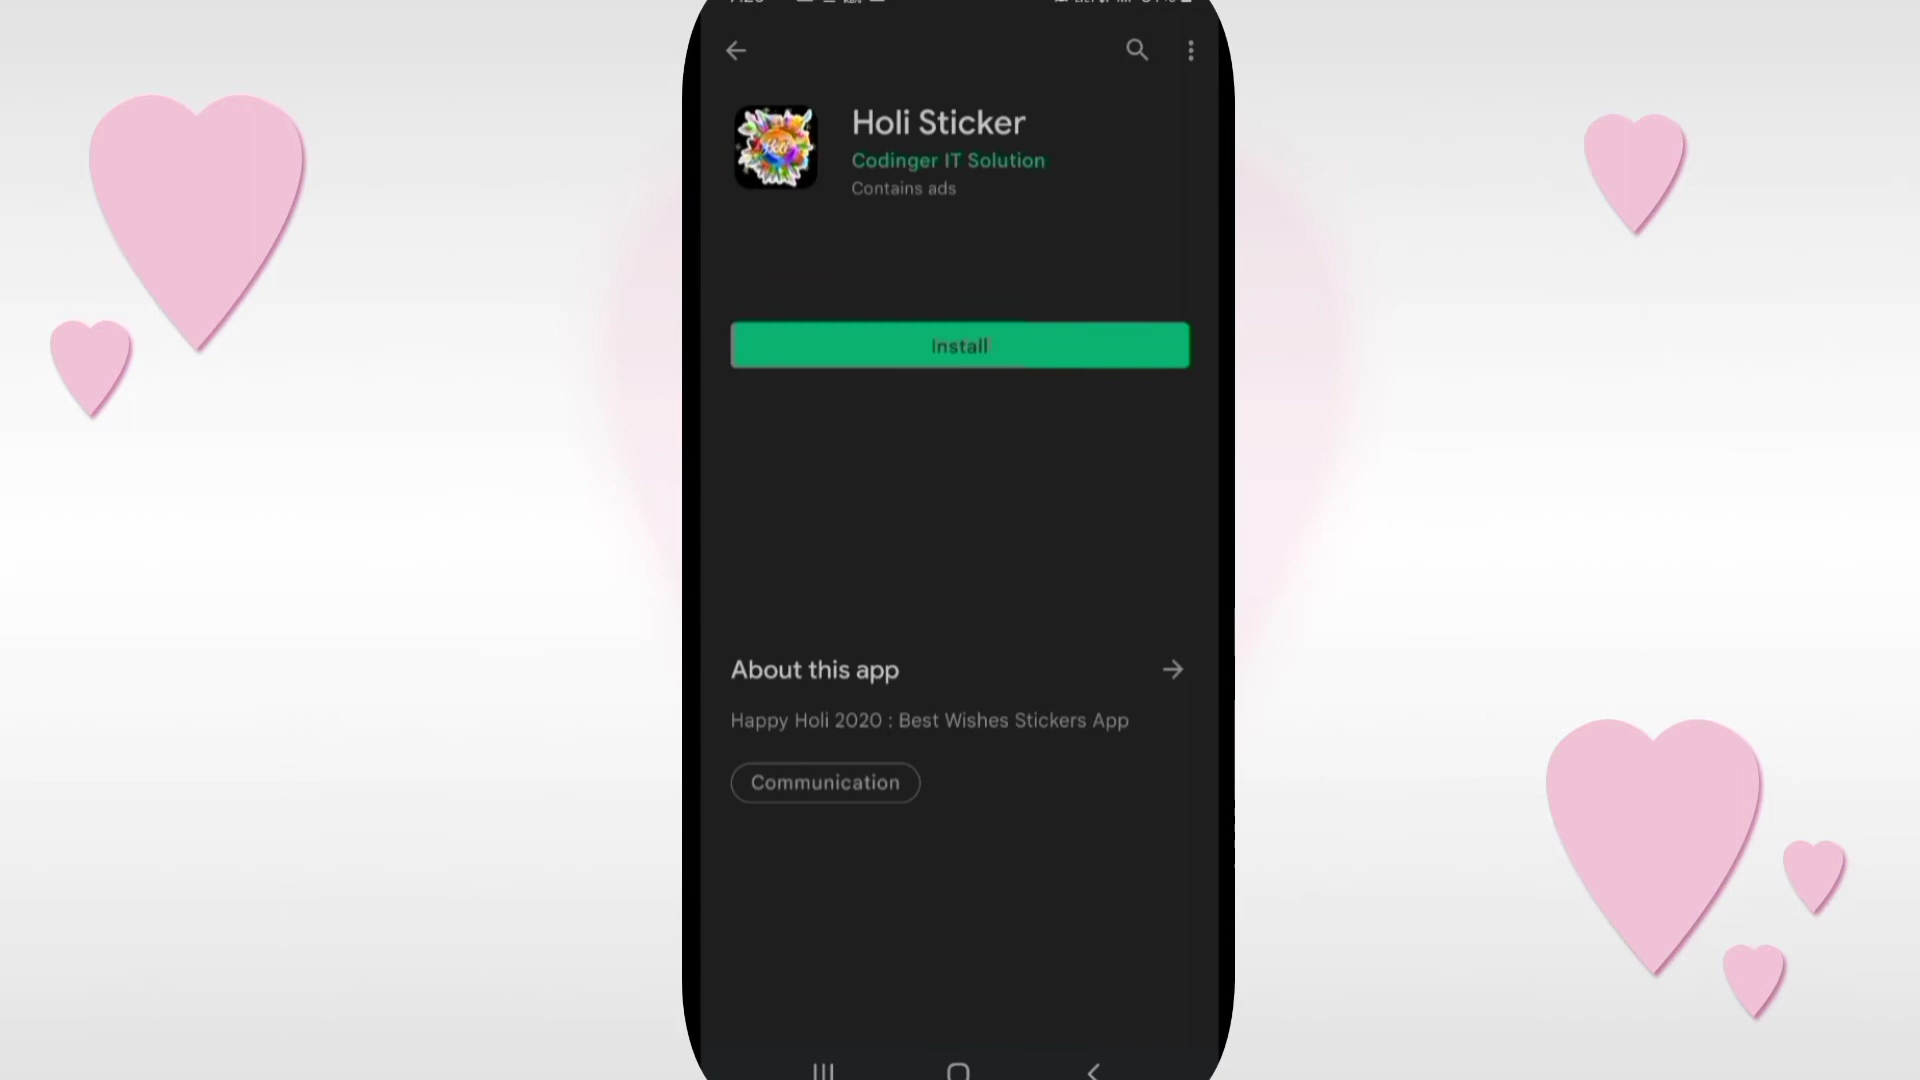 Holi Sticker
Codinger IT Solution
Contains ads
Install
About this app
Happy Holi 2020 : Best Wishes Stickers App
Communication